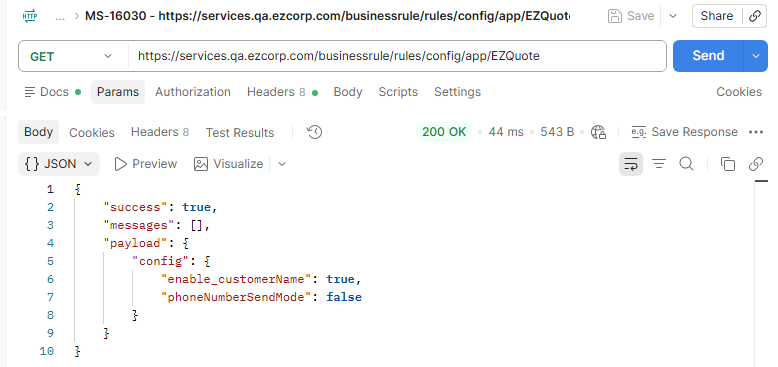 HTTP ... > MS-16030 - https://services.qa.ezcorp.com/businessrule/rules/config/app/EZQuote Save Share
GET https://services.qa.ezcorp.com/businessrule/rules/config/app/EZQuote Send
Docs Params Authorization Headers 8 Body Scripts Settings Cookies
Body Cookies Headers 8 Test Results 200 OK • 44 ms • 543 B • e.g. Save Response
{} JSON Preview Visualize
1 {
2 "success": true,
3 "messages": [],
4 "payload": {
5 "config": {
6 "enable_customerName": true,
7 "phoneNumberSendMode": false
8 }
9 }
10 }